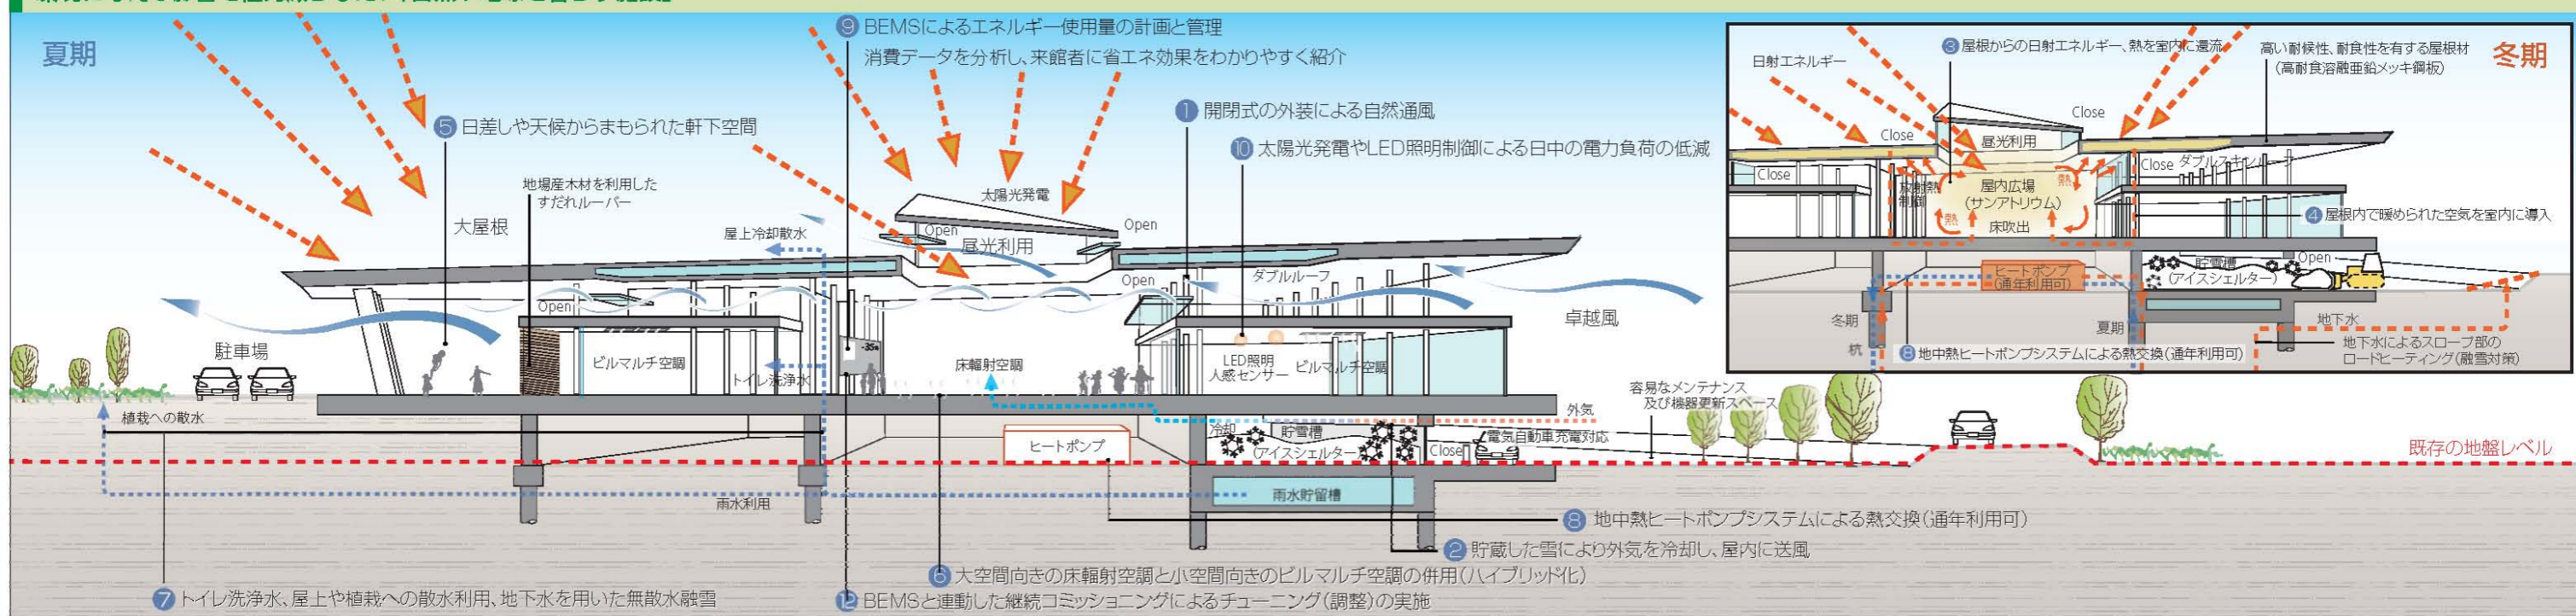 夏期
⑨ BEMSによるエネルギー使用量の計画と管理
消費データを分析し、来館者に省エネ効果をわかりやすく紹介
⑤ 日差しや天候からまもられた軒下空間
① 開閉式の外装による自然通風
⑩ 太陽光発電やLED照明制御による日中の電力負荷の低減
地場産木材を利用した
すだれルーバー
大屋根
屋上冷却散水
太陽光発電
Open
Open
昼光利用
Open
Open
ダブルルーフ
卓越風
駐車場
ビルマルチ空調
トイレ洗浄水
-35%
床輻射空調
LED照明
人感センサー
ビルマルチ空調
植栽への散水
外気
容易なメンテナンス
及び機器更新スペース
ヒートポンプ
冷却
貯雪槽
(アイスシェルター)
Close
電気自動車充電対応
既存の地盤レベル
雨水利用
雨水貯留槽
⑧ 地中熱ヒートポンプシステムによる熱交換(通年利用可)
② 貯蔵した雪により外気を冷却し、屋内に送風
⑥ 大空間向きの床輻射空調と小空間向きのビルマルチ空調の併用(ハイブリッド化)
⑦ トイレ洗浄水、屋上や植栽への散水利用、地下水を用いた無散水融雪
⑫ BEMSと連動した継続コミッショニングによるチューニング(調整)の実施
冬期
③ 屋根からの日射エネルギー、熱を室内に還流
高い耐候性、耐食性を有する屋根材
(高耐食溶融亜鉛メッキ鋼板)
日射エネルギー
Close
Close
昼光利用
Close
Close
ダブルスキンルーフ
放射熱
制御
屋内広場
(サンアトリウム)
熱
熱
床吹出
④ 屋根内で暖められた空気を室内に導入
ヒートポンプ
(通年利用可)
貯雪槽
(アイスシェルター)
Open
冬期
杭
夏期
地下水
⑧ 地中熱ヒートポンプシステムによる熱交換(通年利用可)
地下水によるスロープ部の
ロードヒーティング(融雪対策)